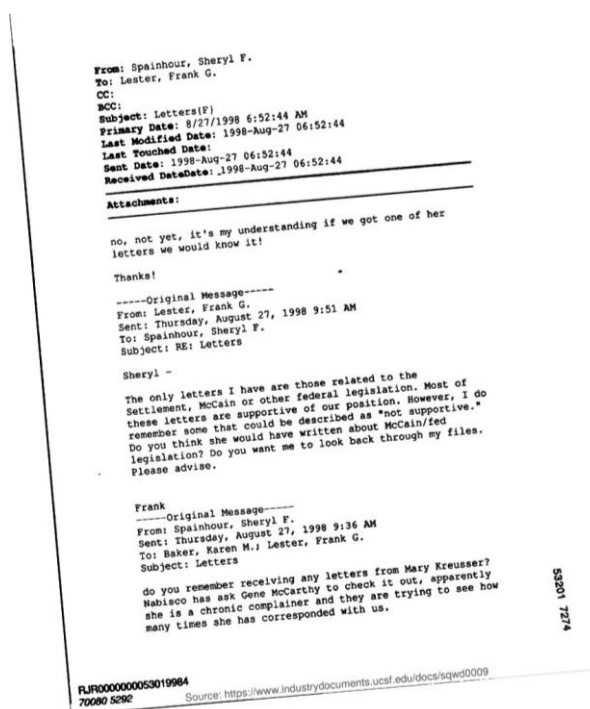 From: Spainhour, Sheryl F.
To: Lester, Frank G.
CC:
BCC:
Subject: Letters(F)
Primary Date: 8/27/1998 6:52:44 AM
Last Modified Date: 1998-Aug-27 06:52:44
Last Touched Date:
Sent Date: 1998-Aug-27 06:52:44
Received DateDate: 1998-Aug-27 06:52:44
Attachments:
no, not yet, it's my understanding if we got one of her
letters we would know it!
Thanks!
-----Original Message-----
From: Lester, Frank G.
Sent: Thursday, August 27, 1998 9:51 AM
To: Spainhour, Sheryl F.
Subject: RE: Letters
Sheryl -
The only letters I have are those related to the
Settlement, McCain or other federal legislation. Most of
these letters are supportive of our position. However, I do
remember some that could be described as "not supportive."
Do you think she would have written about McCain/fed
legislation? Do you want me to look back through my files.
Please advise.
Frank
-----Original Message-----
From: Spainhour, Sheryl F.
Sent: Thursday, August 27, 1998 9:36 AM
To: Baker, Karen M.; Lester, Frank G.
Subject: Letters
do you remember receiving any letters from Mary Kreusser?
Nabisco has ask Gene McCarthy to check it out, apparently
she is a chronic complainer and they are trying to see how
many times she has corresponded with us.
53201 7274
RJR0000000053019984
70080 5292
Source: https://www.industrydocuments.ucsf.edu/docs/sqwd0009